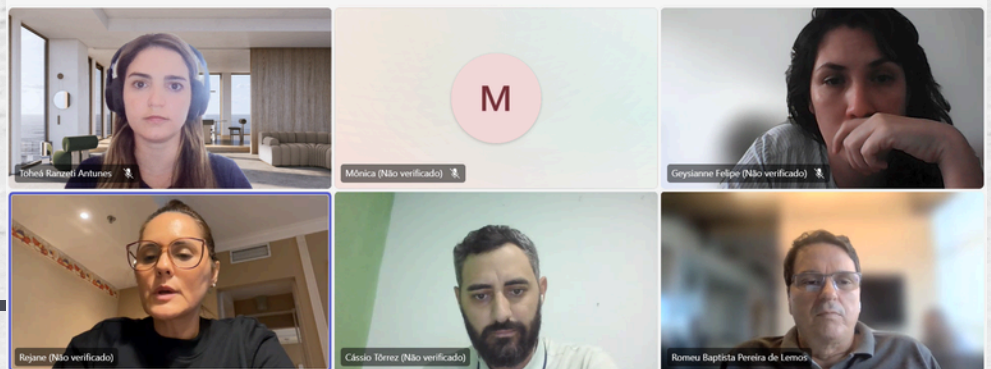 Toheá Ranzeti Antunes
M
Mônica (Não verificado)
Geysianne Felipe (Não verificado)
Rejane (Não verificado)
Cássio Tôrrez (Não verificado)
Romeu Baptista Pereira de Lemos